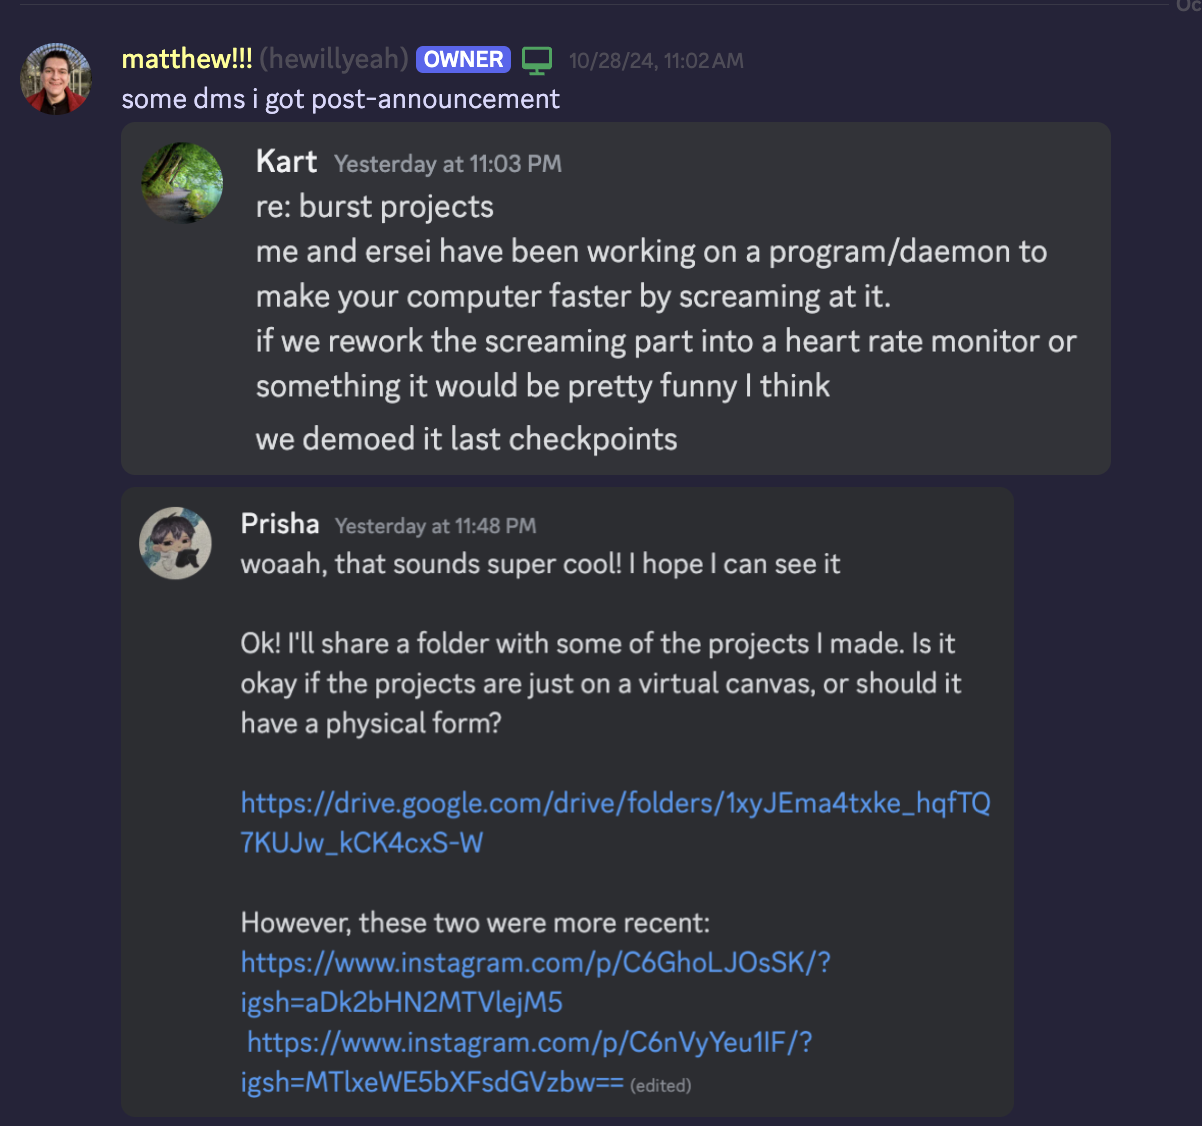 Oc
matthew!!! (hewillyeah) OWNER 10/28/24, 11:02 AM
some dms i got post-announcement
Kart Yesterday at 11:03 PM
re: burst projects
me and ersei have been working on a program/daemon to
make your computer faster by screaming at it.
if we rework the screaming part into a heart rate monitor or
something it would be pretty funny I think
we demoed it last checkpoints
Prisha Yesterday at 11:48 PM
woaah, that sounds super cool! I hope I can see it
Ok! I'll share a folder with some of the projects I made. Is it
okay if the projects are just on a virtual canvas, or should it
have a physical form?
https://drive.google.com/drive/folders/1xyJEma4txke_hqfTQ
7KUJw_kCK4cxS-W
However, these two were more recent:
https://www.instagram.com/p/C6GhoLJOsSK/?
igsh=aDk2bHN2MTVlejM5
https://www.instagram.com/p/C6nVyYeu1IF/?
igsh=MTlxeWE5bXFsdGVzbw== (edited)